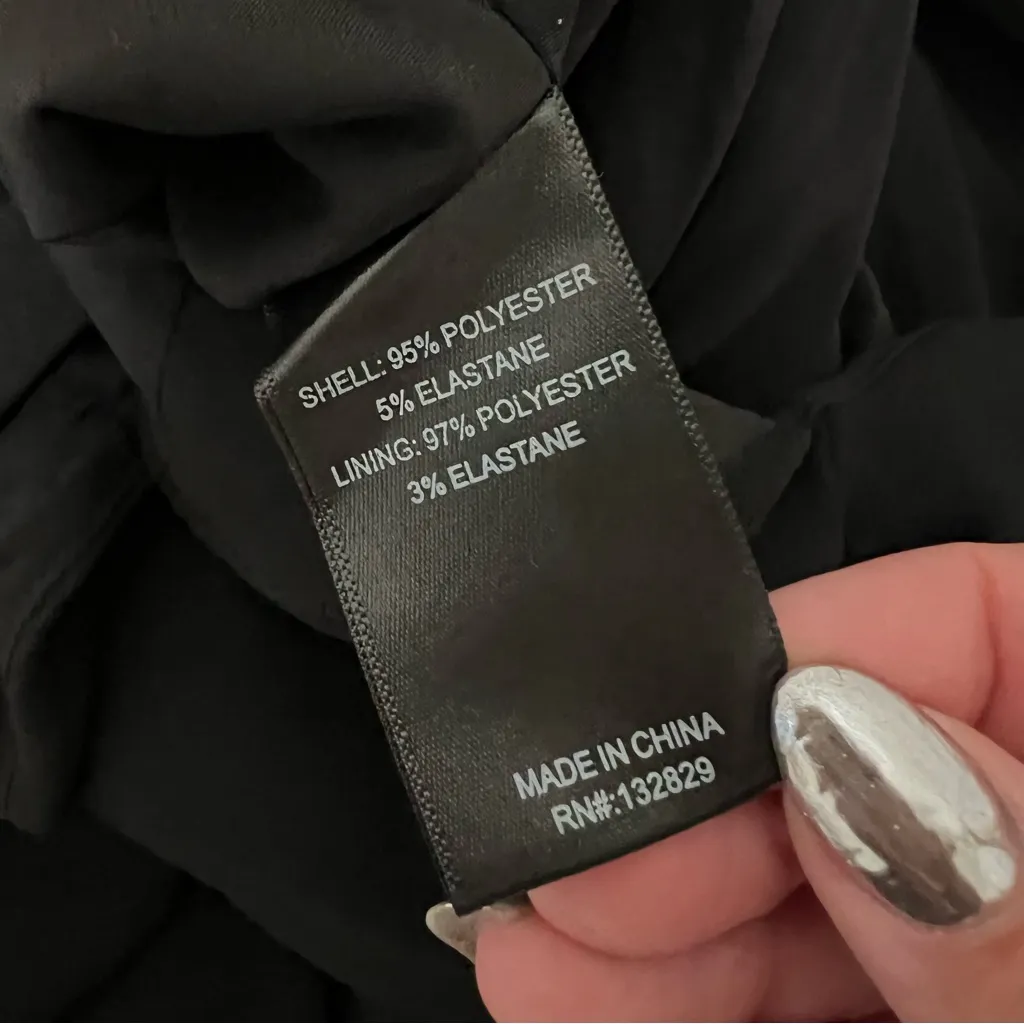 SHELL: 95% POLYESTER
5% ELASTANE
LINING: 97% POLYESTER
3% ELASTANE
MADE IN CHINA
RN#:132829